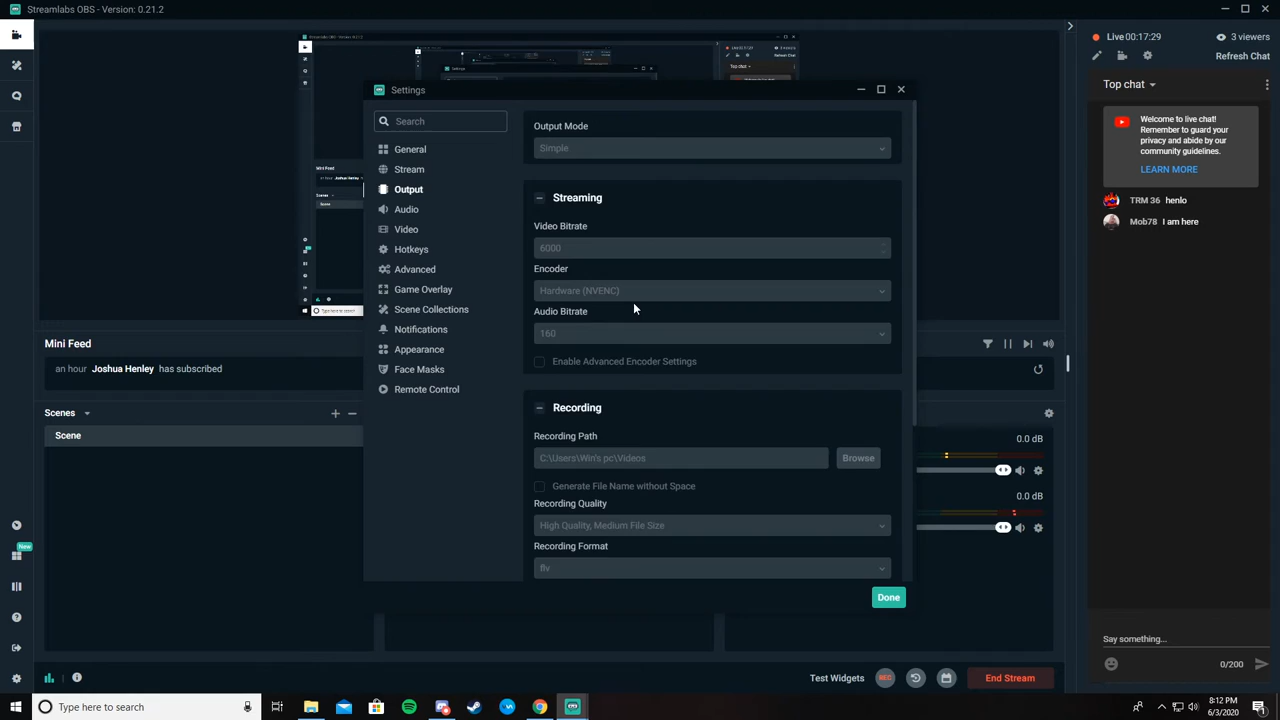 Streamlabs OBS - Version: 0.21.2
Live 00:17:29
3 viewers
Refresh Chat
Top chat
Welcome to live chat!
Remember to guard your
privacy and abide by our
community guidelines.
LEARN MORE
TRM 36 henlo
Mob78 I am here
Say something...
0/200
Settings
Search
General
Stream
Output
Audio
Video
Hotkeys
Advanced
Game Overlay
Scene Collections
Notifications
Appearance
Face Masks
Remote Control
Output Mode
Simple
Streaming
Video Bitrate
6000
Encoder
Hardware (NVENC)
Audio Bitrate
160
Enable Advanced Encoder Settings
Recording
Recording Path
C:\Users\Win's pc\Videos
Browse
Generate File Name without Space
Recording Quality
High Quality, Medium File Size
Recording Format
flv
Done
Mini Feed
an hour Joshua Henley has subscribed
Scenes
Scene
0.0 dB
0.0 dB
New
Test Widgets
REC
End Stream
Type here to search
8:12 PM
6/3/2020